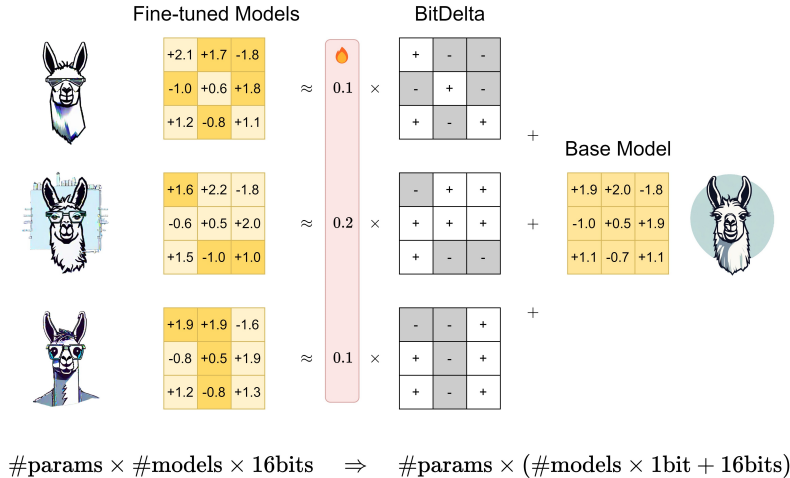 Fine-tuned Models
BitDelta
+2.1 +1.7 -1.8
+ - -
-1.0 +0.6 +1.8
≈ 0.1 ×
- + -
+1.2 -0.8 +1.1
+ - +
+
Base Model
+1.6 +2.2 -1.8
- + +
+1.9 +2.0 -1.8
-0.6 +0.5 +2.0
≈ 0.2 ×
+ + +
+
-1.0 +0.5 +1.9
+1.5 -1.0 +1.0
+ - -
+1.1 -0.7 +1.1
+
+1.9 +1.9 -1.6
- - +
-0.8 +0.5 +1.9
≈ 0.1 ×
+ - +
+1.2 -0.8 +1.3
+ - +
#params × #models × 16bits ⇒ #params × (#models × 1bit + 16bits)